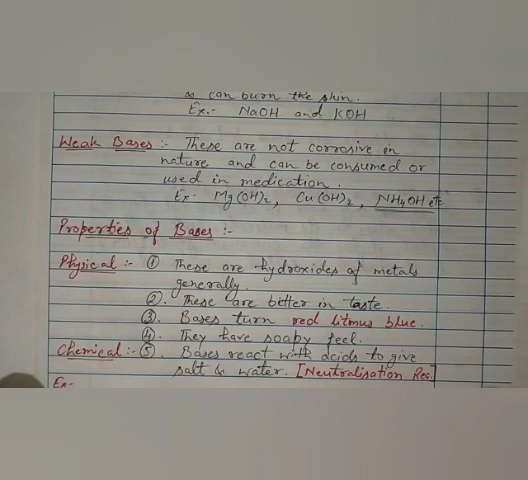 as can burn the skin.
Ex.- NaOH and KOH
Weak Bases :- These are not corrosive in
nature and can be consumed or
used in medication.
Ex- Mg(OH)2, Cu(OH)2, NH4OH etc
Properties of Bases :-
Physical :- ① These are hydroxides of metals
generally.
②. These are bitter in taste.
③. Bases turn red litmus blue.
④. They have soapy feel.
Chemical :- ⑤. Bases react with acids to give
salt & water. [Neutralisation Rec.]
Ex:-